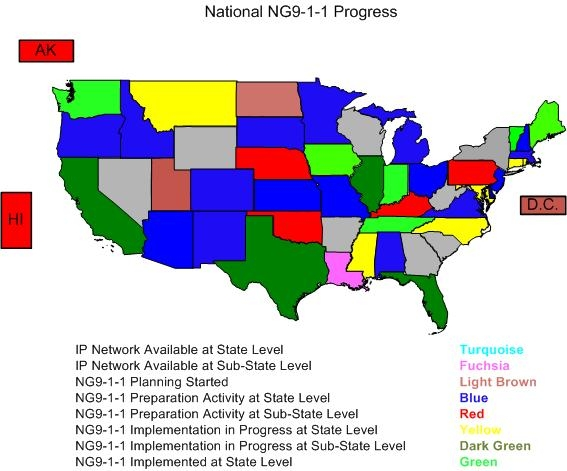 National NG9-1-1 Progress
AK
HI
D.C.
IP Network Available at State Level Turquoise
IP Network Available at Sub-State Level Fuchsia
NG9-1-1 Planning Started Light Brown
NG9-1-1 Preparation Activity at State Level Blue
NG9-1-1 Preparation Activity at Sub-State Level Red
NG9-1-1 Implementation in Progress at State Level Yellow
NG9-1-1 Implementation in Progress at Sub-State Level Dark Green
NG9-1-1 Implemented at State Level Green